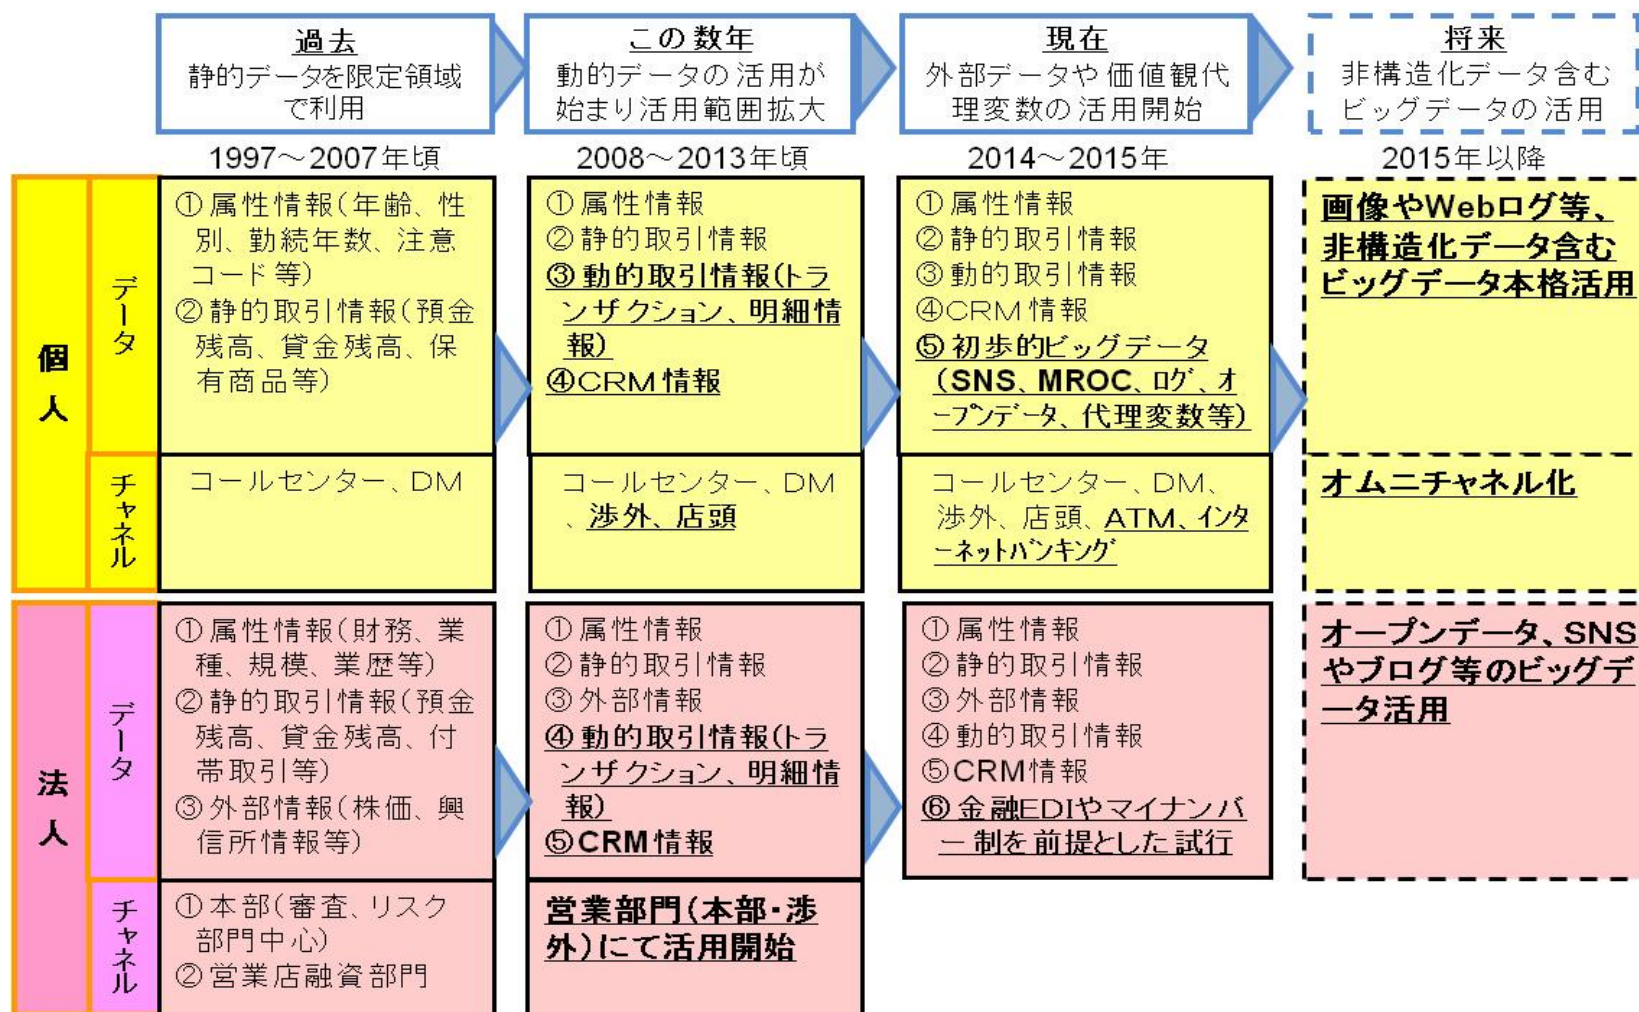 過去
静的データを限定領域
で利用
この数年
動的データの活用が
始まり活用範囲拡大
現在
外部データや価値観代
理変数の活用開始
将来
非構造化データ含む
ビッグデータの活用
1997～2007年頃
2008～2013年頃
2014～2015年
2015年以降
個人
データ
①属性情報(年齢、性
別、勤続年数、注意
コード等)
②静的取引情報(預金
残高、貸金残高、保
有商品等)
①属性情報
②静的取引情報
③動的取引情報(トラ
ンザクション、明細情
報)
④CRM情報
①属性情報
②静的取引情報
③動的取引情報
④CRM情報
⑤初歩的ビッグデータ
(SNS、MROC、ログ、オ
ープンデータ、代理変数等)
画像やWebログ等、
非構造化データ含む
ビッグデータ本格活用
チャネル
コールセンター、DM
コールセンター、DM
、渉外、店頭
コールセンター、DM、
渉外、店頭、ATM、インタ
ーネットバンキング
オムニチャネル化
法人
データ
①属性情報(財務、業
種、規模、業歴等)
②静的取引情報(預金
残高、貸金残高、付
帯取引等)
③外部情報(株価、興
信所情報等)
①属性情報
②静的取引情報
③外部情報
④動的取引情報(トラ
ンザクション、明細情
報)
⑤CRM情報
①属性情報
②静的取引情報
③外部情報
④動的取引情報
⑤CRM情報
⑥金融EDIやマイナンバ
ー制を前提とした試行
オープンデータ、SNS
やブログ等のビッグデ
ータ活用
チャネル
①本部(審査、リスク
部門中心)
②営業店融資部門
営業部門(本部・渉
外)にて活用開始